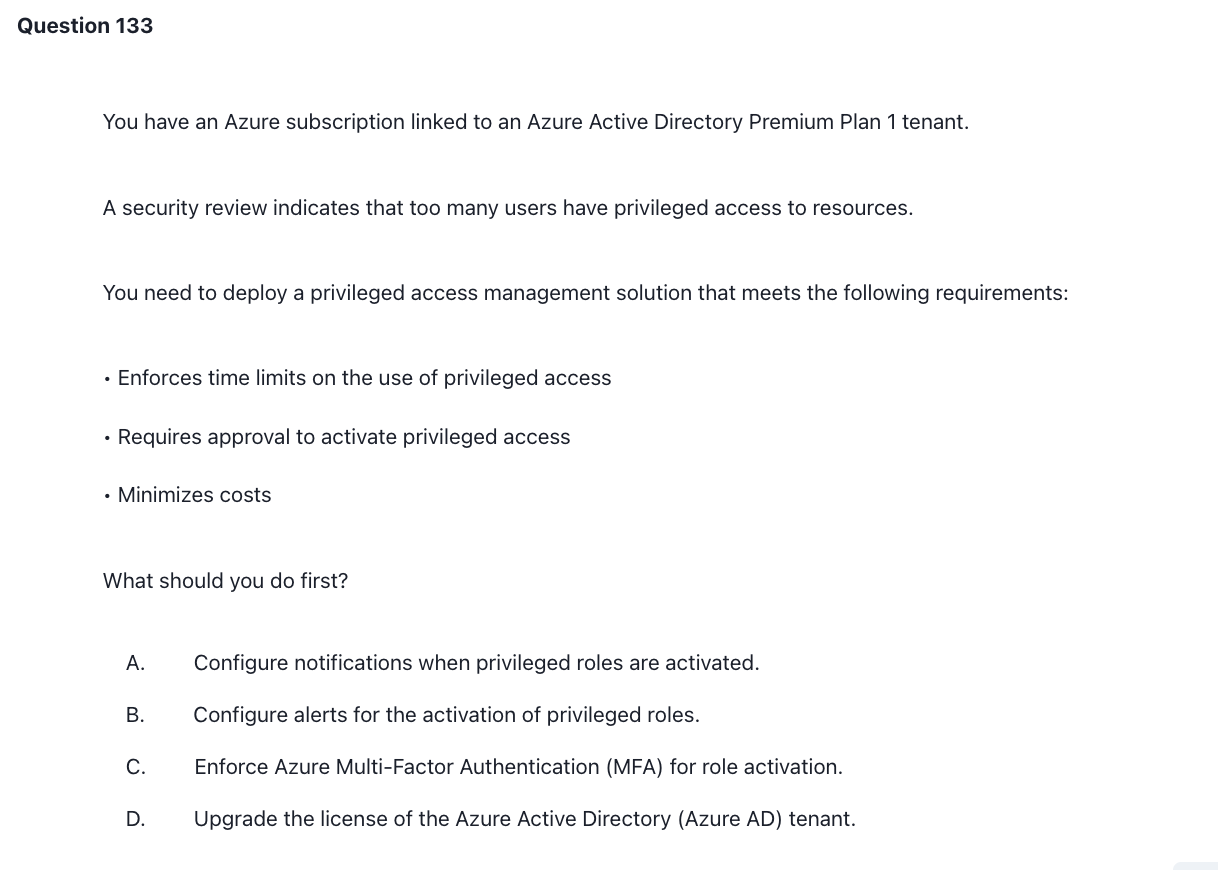 Question 133
You have an Azure subscription linked to an Azure Active Directory Premium Plan 1 tenant.
A security review indicates that too many users have privileged access to resources.
You need to deploy a privileged access management solution that meets the following requirements:
• Enforces time limits on the use of privileged access
• Requires approval to activate privileged access
• Minimizes costs
What should you do first?
A. Configure notifications when privileged roles are activated.
B. Configure alerts for the activation of privileged roles.
C. Enforce Azure Multi-Factor Authentication (MFA) for role activation.
D. Upgrade the license of the Azure Active Directory (Azure AD) tenant.